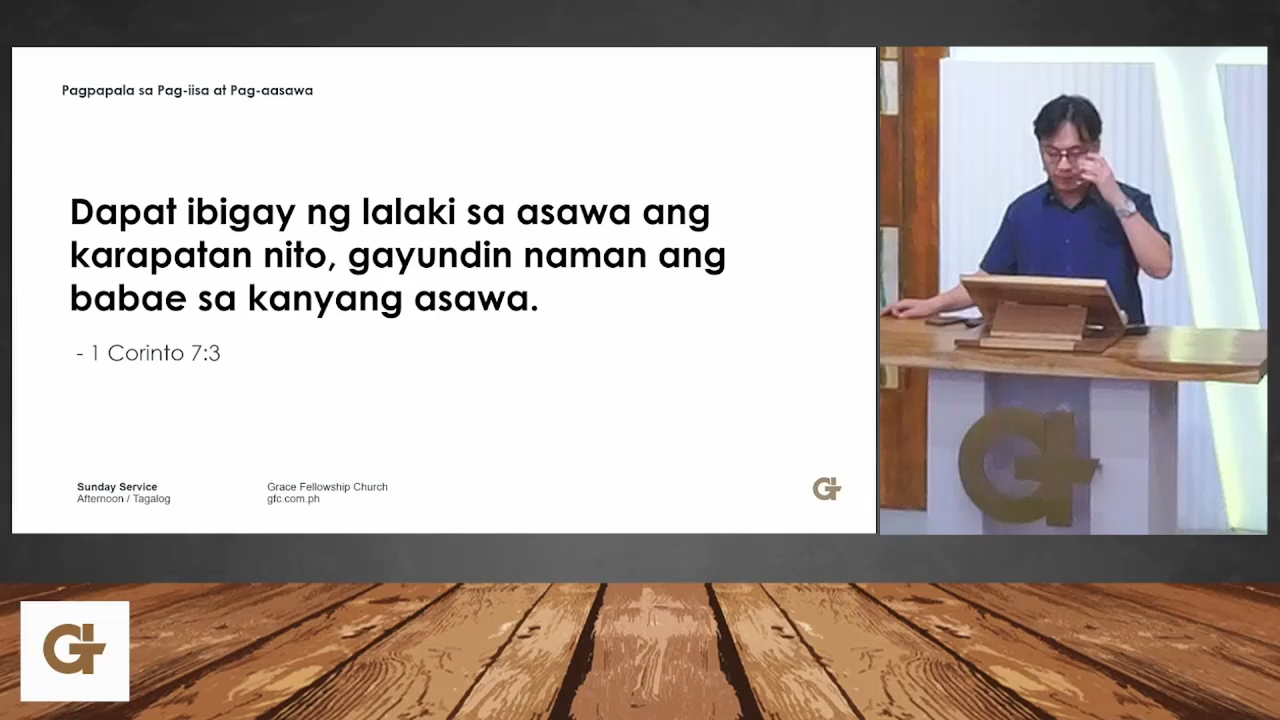 Pagpapala sa Pag-iisa at Pag-aasawa
Dapat ibigay ng lalaki sa asawa ang
karapatan nito, gayundin naman ang
babae sa kanyang asawa.
- 1 Corinto 7:3
Sunday Service
Afternoon / Tagalog
Grace Fellowship Church
gfc.com.ph